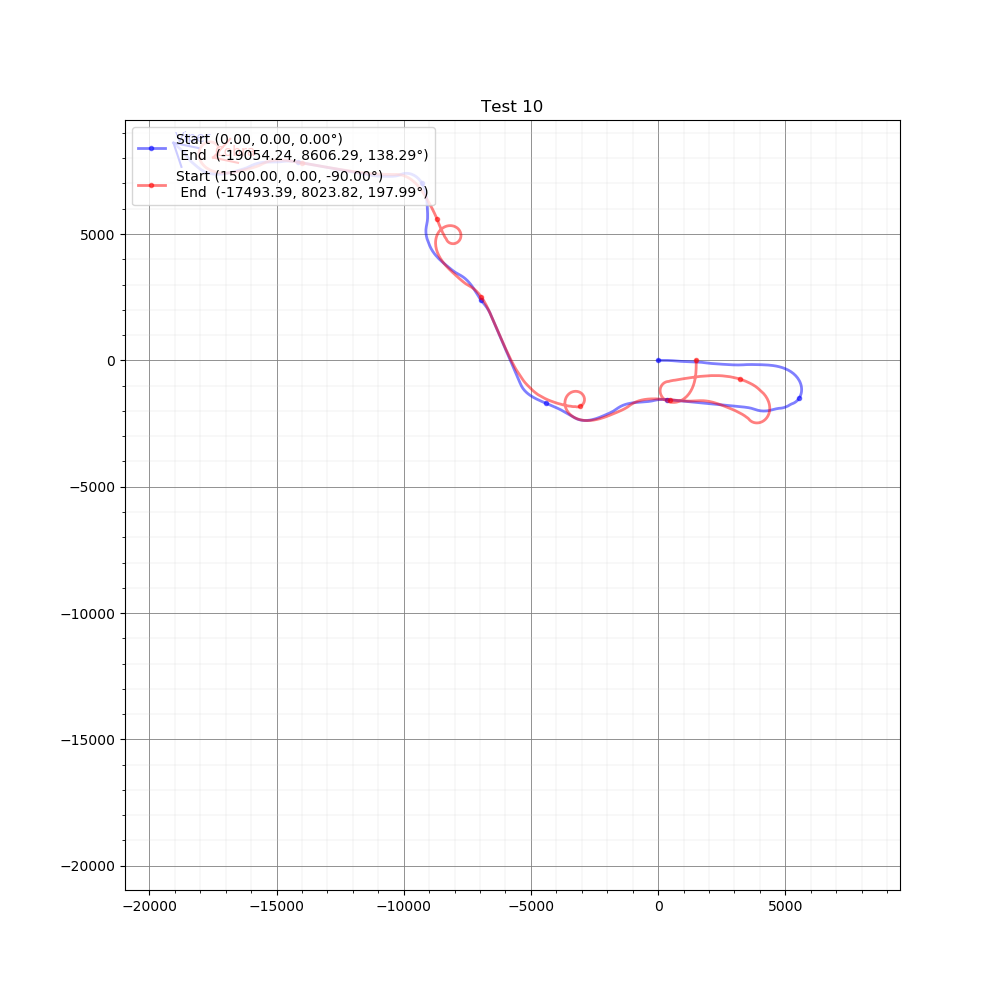 Test 10
Start (0.00, 0.00, 0.00°)
End (-19054.24, 8606.29, 138.29°)
Start (1500.00, 0.00, -90.00°)
End (-17493.39, 8023.82, 197.99°)
5000
0
−5000
−10000
−15000
−20000
−20000 −15000 −10000 −5000 0 5000